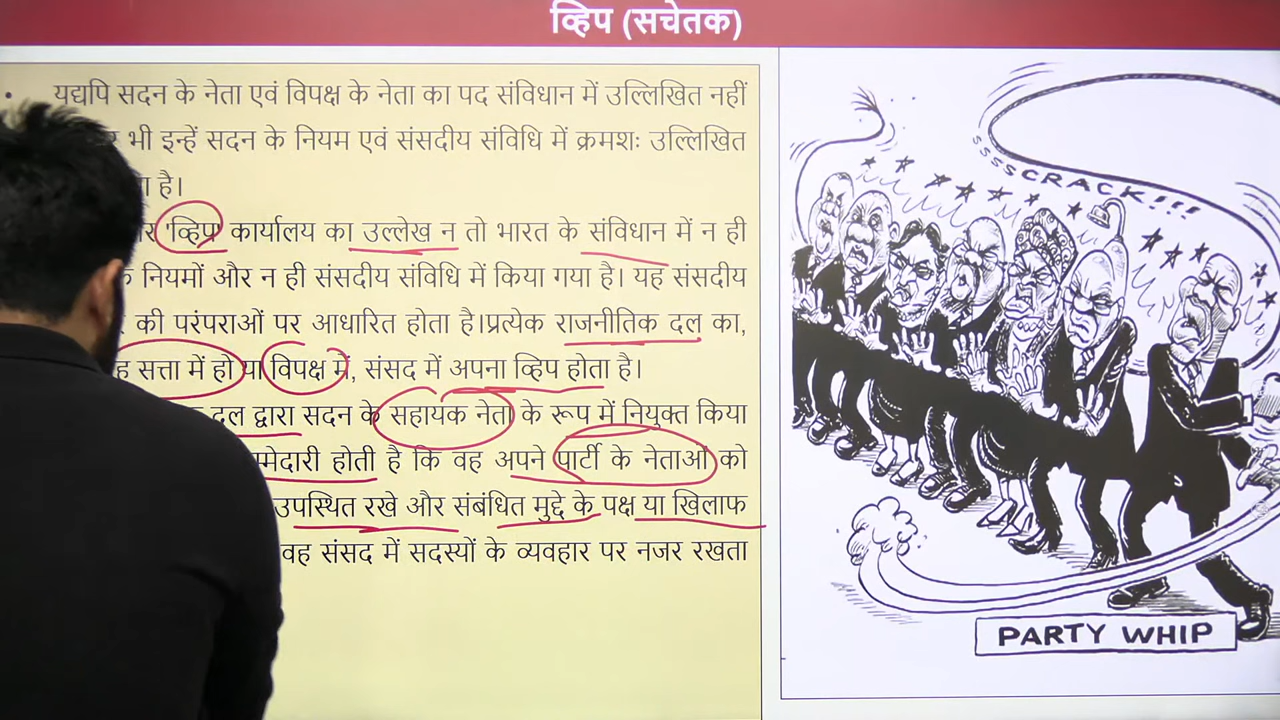 व्हिप (सचेतक)
• यद्यपि सदन के नेता एवं विपक्ष के नेता का पद संविधान में उल्लिखित नहीं
भी इन्हें सदन के नियम एवं संसदीय संविधि में क्रमशः उल्लिखित
है।
'व्हिप' कार्यालय का उल्लेख न तो भारत के संविधान में न ही
नियमों और न ही संसदीय संविधि में किया गया है। यह संसदीय
की परंपराओं पर आधारित होता है।प्रत्येक राजनीतिक दल का,
सत्ता में हो या विपक्ष में, संसद में अपना व्हिप होता है।
दल द्वारा सदन के सहायक नेता के रूप में नियुक्त किया
होती है कि वह अपने पार्टी के नेताओं को
उपस्थित रखे और संबंधित मुद्दे के पक्ष या खिलाफ
वह संसद में सदस्यों के व्यवहार पर नजर रखता
SSSSCRACK!!!
PARTY WHIP